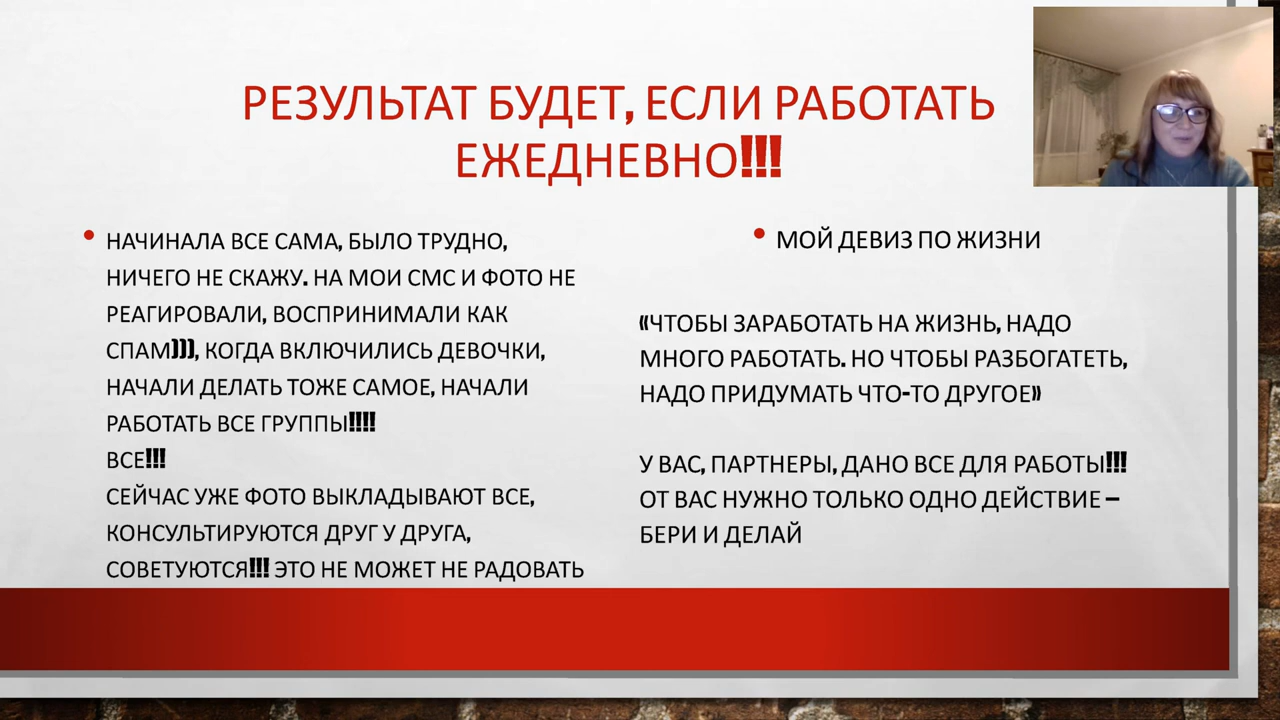 РЕЗУЛЬТАТ БУДЕТ, ЕСЛИ РАБОТАТЬ
ЕЖЕДНЕВНО!!!
• НАЧИНАЛА ВСЕ САМА, БЫЛО ТРУДНО,
НИЧЕГО НЕ СКАЖУ. НА МОИ СМС И ФОТО НЕ
РЕАГИРОВАЛИ, ВОСПРИНИМАЛИ КАК
СПАМ))), КОГДА ВКЛЮЧИЛИСЬ ДЕВОЧКИ,
НАЧАЛИ ДЕЛАТЬ ТОЖЕ САМОЕ, НАЧАЛИ
РАБОТАТЬ ВСЕ ГРУППЫ!!!!
ВСЕ!!!
СЕЙЧАС УЖЕ ФОТО ВЫКЛАДЫВАЮТ ВСЕ,
КОНСУЛЬТИРУЮТСЯ ДРУГ У ДРУГА,
СОВЕТУЮТСЯ!!! ЭТО НЕ МОЖЕТ НЕ РАДОВАТЬ
• МОЙ ДЕВИЗ ПО ЖИЗНИ
«ЧТОБЫ ЗАРАБОТАТЬ НА ЖИЗНЬ, НАДО
МНОГО РАБОТАТЬ. НО ЧТОБЫ РАЗБОГАТЕТЬ,
НАДО ПРИДУМАТЬ ЧТО-ТО ДРУГОЕ»
У ВАС, ПАРТНЕРЫ, ДАНО ВСЕ ДЛЯ РАБОТЫ!!!
ОТ ВАС НУЖНО ТОЛЬКО ОДНО ДЕЙСТВИЕ –
БЕРИ И ДЕЛАЙ